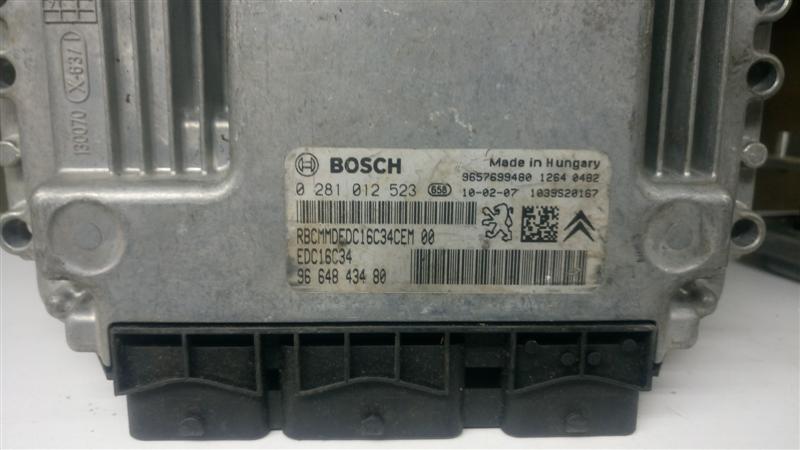 130070 X-637 D
BOSCH
Made in Hungary
9657699480 1264 0482
0 281 012 523 658 10-02-07 1039S20167
RBCMMDEDC16C34CEM 00
EDC16C34
96 648 434 80